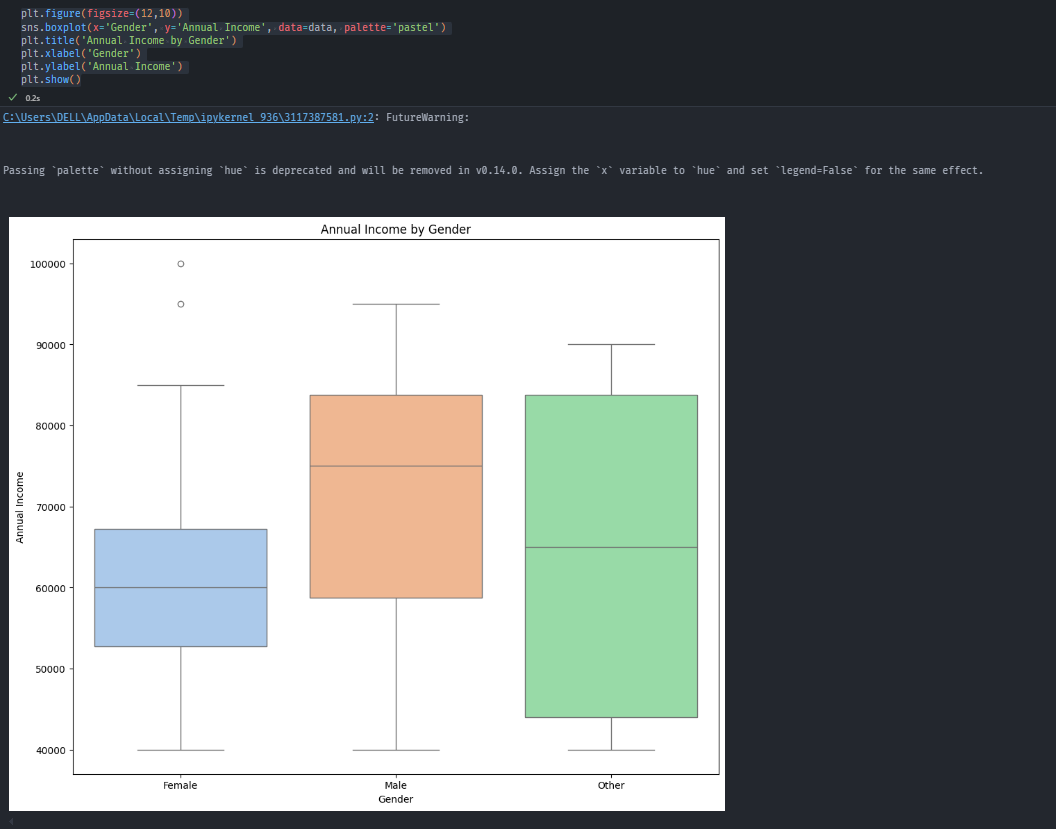 plt.figure(figsize=(12,10))
sns.boxplot(x='Gender', y='Annual Income', data=data, palette='pastel')
plt.title('Annual Income by Gender')
plt.xlabel('Gender')
plt.ylabel('Annual Income')
plt.show()
0.2s
C:\Users\DELL\AppData\Local\Temp\ipykernel_936\3117387581.py:2: FutureWarning:
Passing `palette` without assigning `hue` is deprecated and will be removed in v0.14.0. Assign the `x` variable to `hue` and set `legend=False` for the same effect.
Annual Income by Gender
100000
90000
80000
70000
60000
50000
40000
Annual Income
Female Male Other
Gender